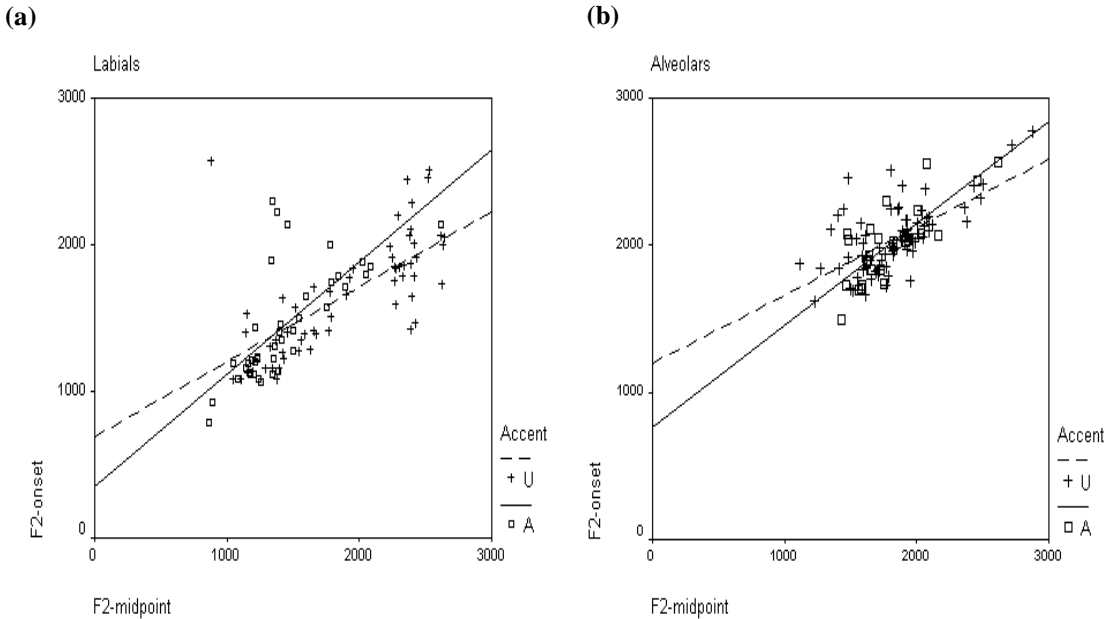 (a)
Labials
3000
2000
1000
0
F2-onset
0 1000 2000 3000
F2-midpoint
Accent
U
A
(b)
Alveolars
3000
2000
1000
0
F2-onset
0 1000 2000 3000
F2-midpoint
Accent
U
A